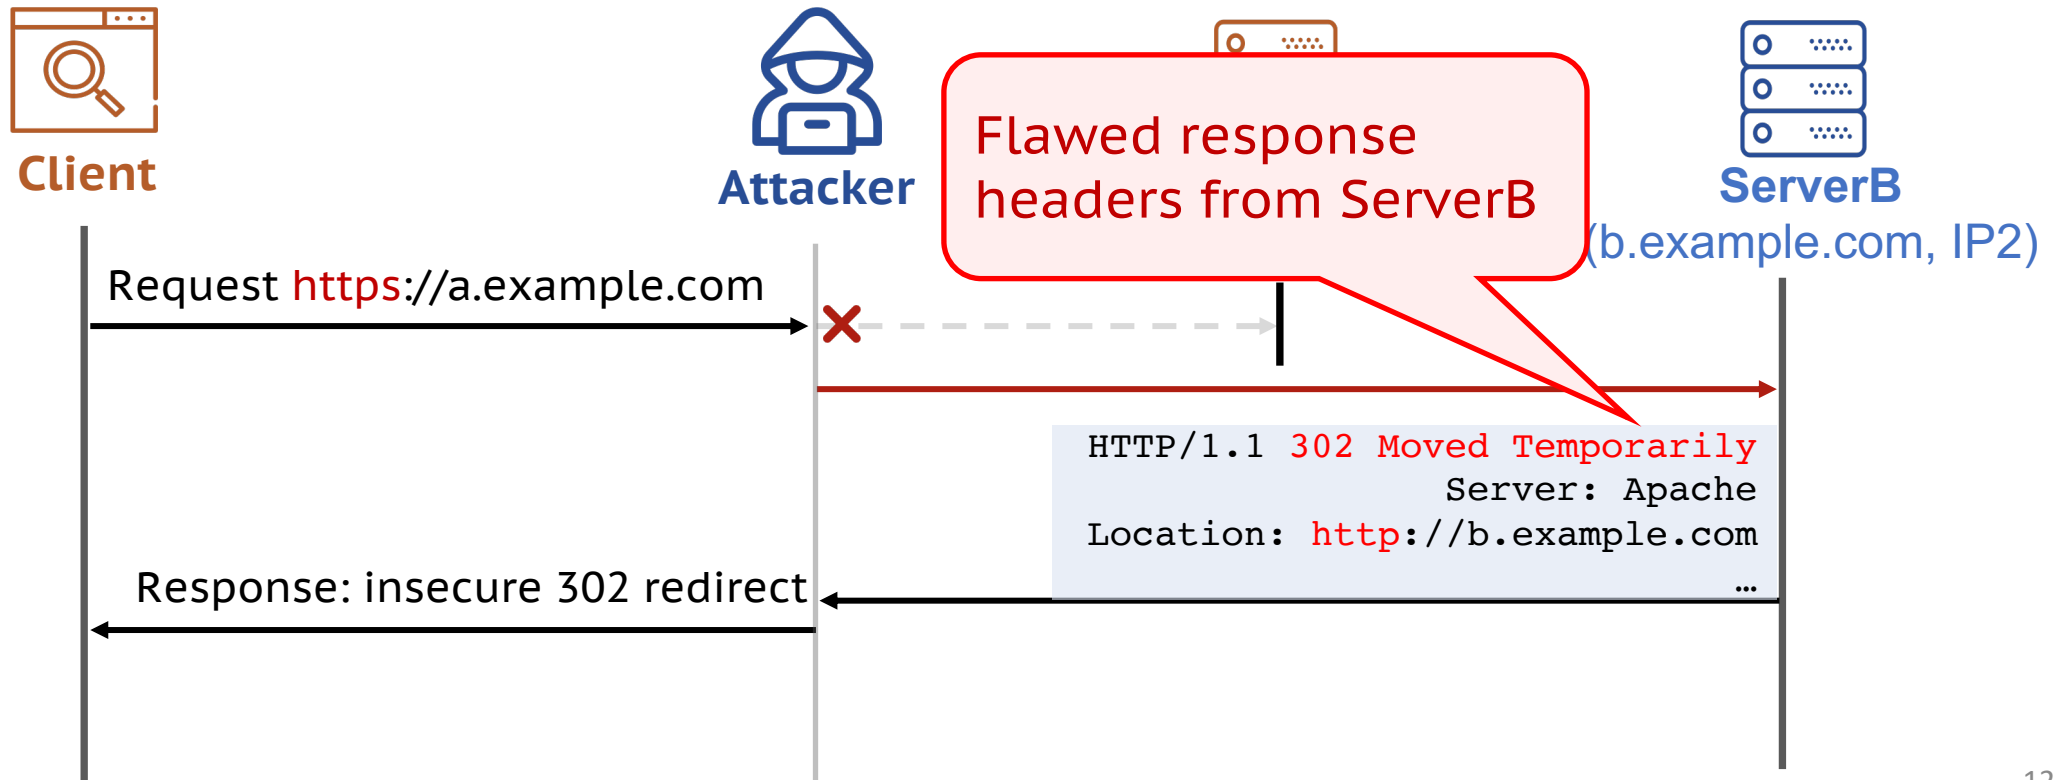 Client
Attacker
Flawed response
headers from ServerB
ServerB
(b.example.com, IP2)
Request https://a.example.com
HTTP/1.1 302 Moved Temporarily
Server: Apache
Location: http://b.example.com
…
Response: insecure 302 redirect